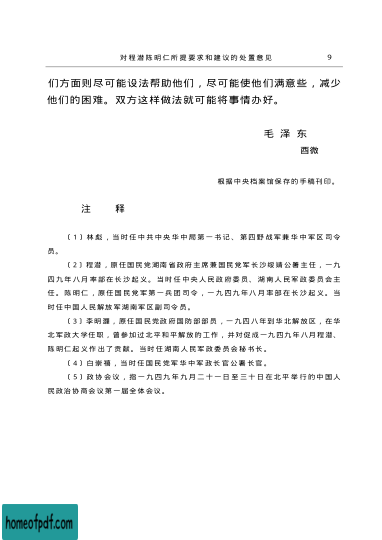 对程潜陈明仁所提要求和建议的处置意见 9
们方面则尽可能设法帮助他们，尽可能使他们满意些，减少
他们的困难。双方这样做法就可能将事情办好。
毛泽东
酉微
根据中央档案馆保存的手稿刊印。
注 释
〔1〕林彪，当时任中共中央华中局第一书记、第四野战军兼华中军区司令
员。
〔2〕程潜，原任国民党湖南省政府主席兼国民党军长沙绥靖公署主任，一九
四九年八月率部在长沙起义。当时任中央人民政府委员、湖南人民军政委员会主
任。陈明仁，原任国民党军第一兵团司令，一九四九年八月率部在长沙起义。当
时任中国人民解放军湖南军区副司令员。
〔3〕李明灏，原任国民党政府国防部部员，一九四八年到华北解放区，在华
北军政大学任职，曾参加过北平和平解放的工作，并对促成一九四九年八月程潜、
陈明仁起义作出了贡献。当时任湖南人民军政委员会秘书长。
〔4〕白崇禧，当时任国民党军华中军政长官公署长官。
〔5〕政协会议，指一九四九年九月二十一日至三十日在北平举行的中国人
民政治协商会议第一届全体会议。
homeofpdf.com